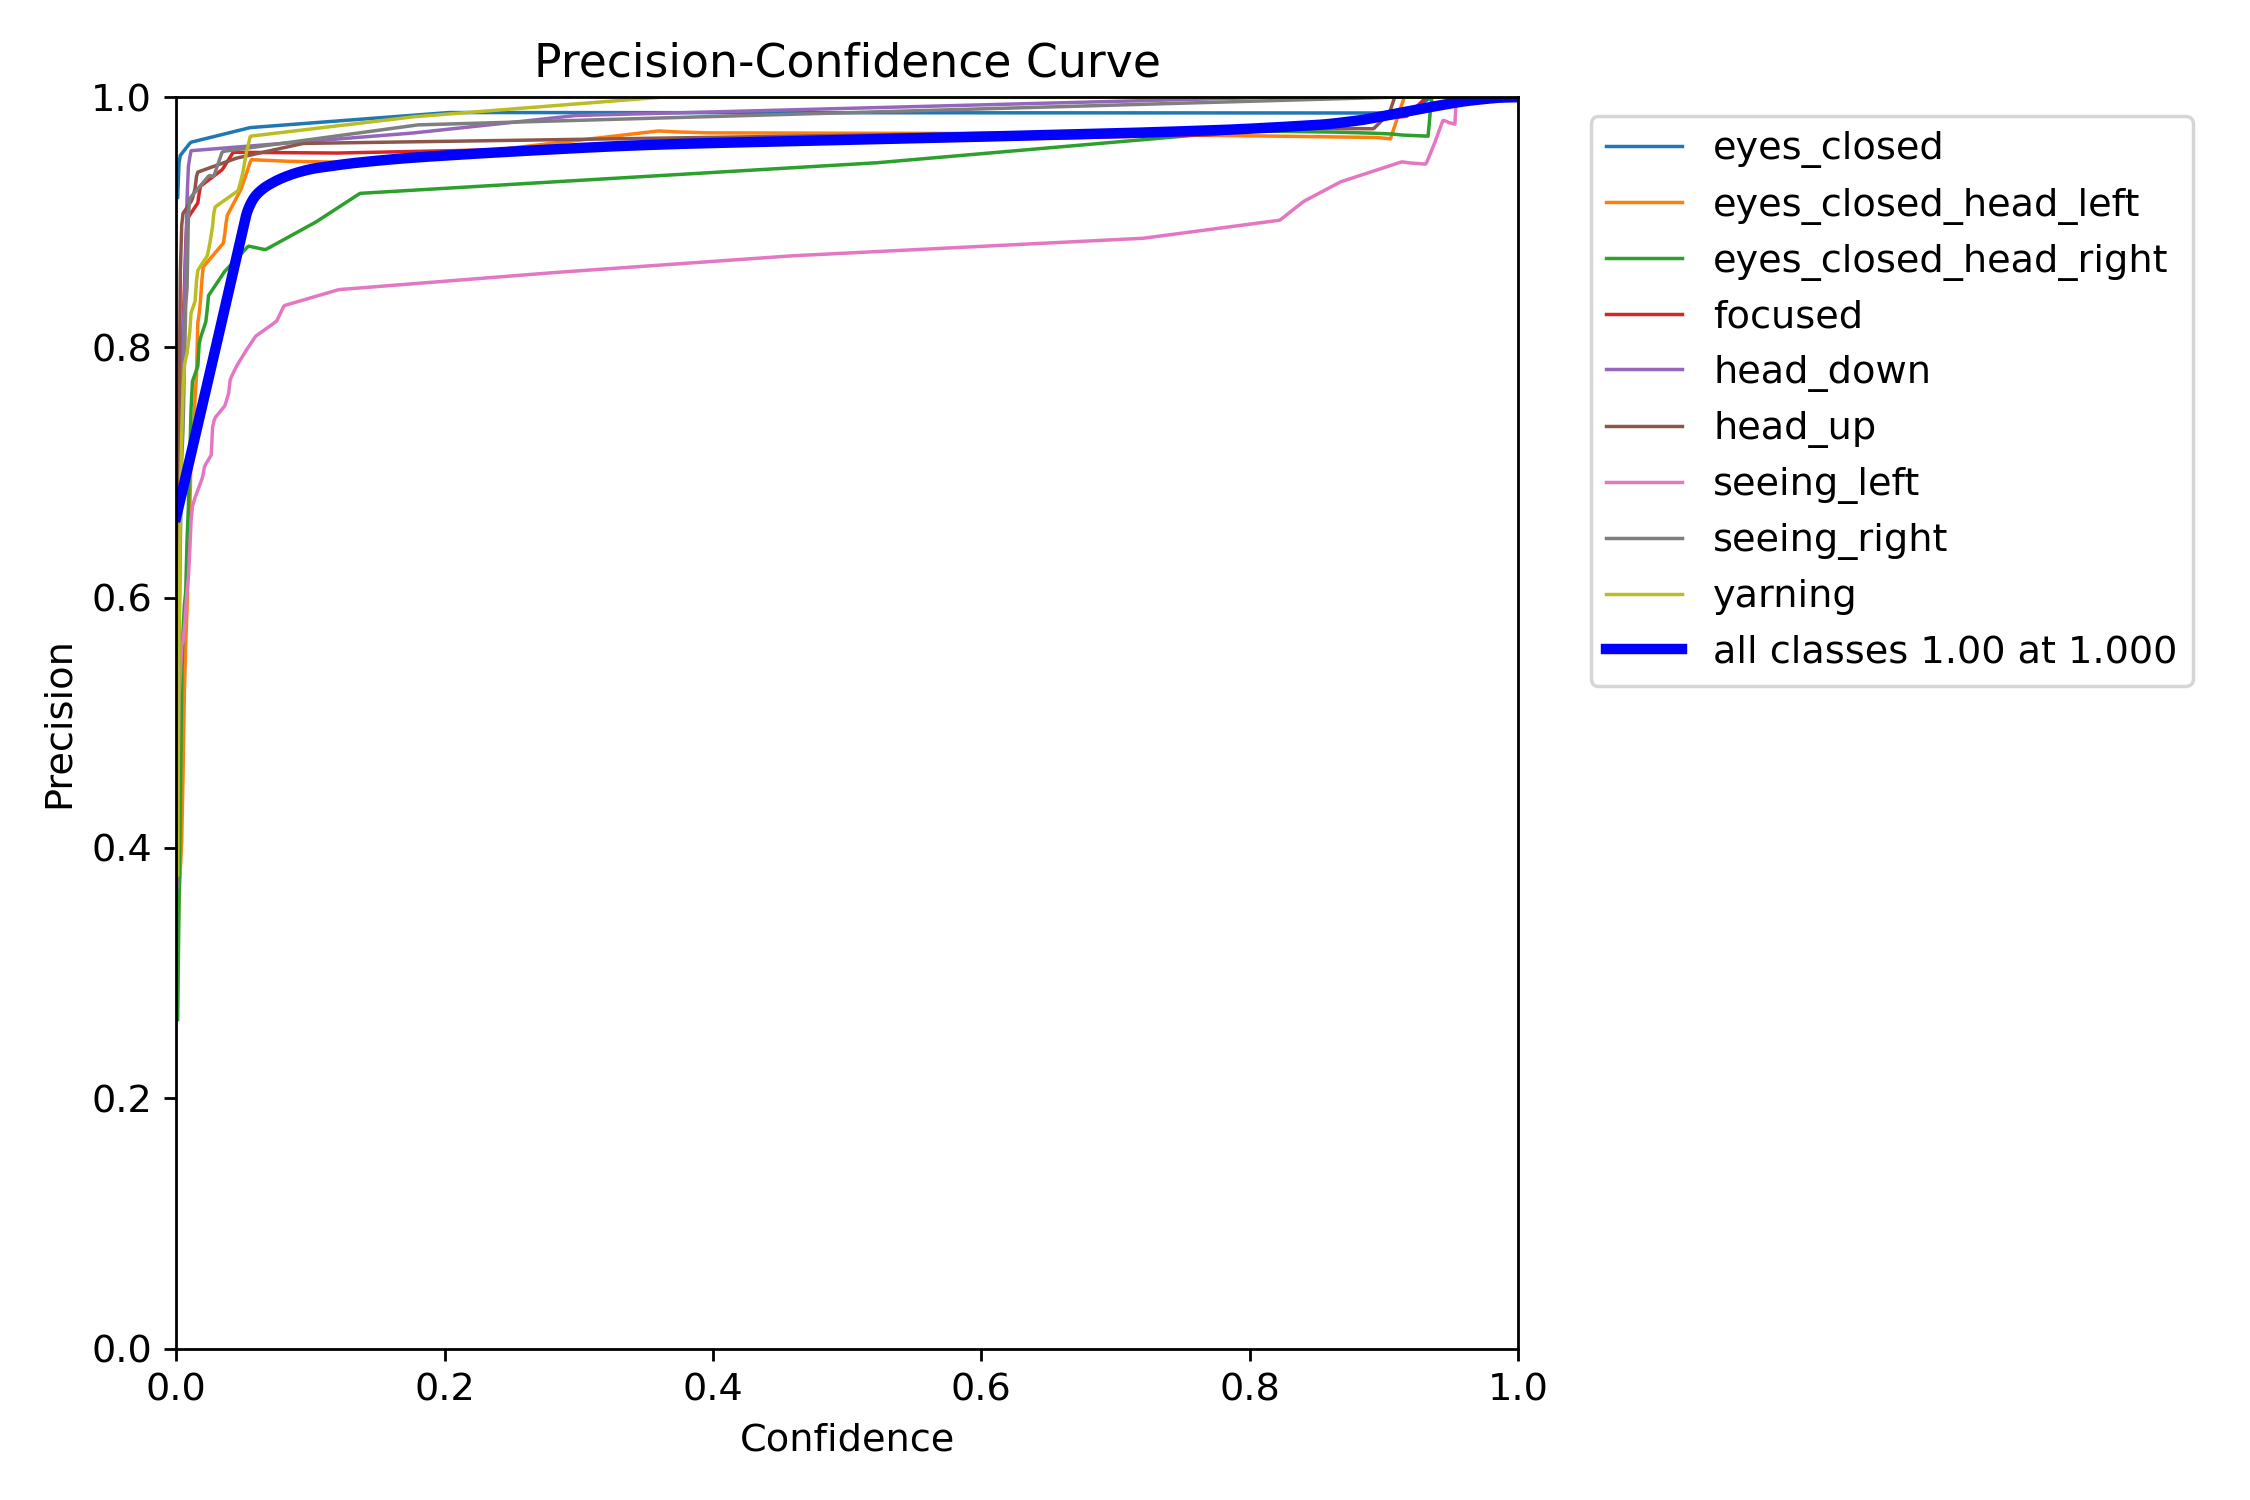 Precision-Confidence Curve
1.0
0.8
0.6
0.4
0.2
0.0
Precision
0.0 0.2 0.4 0.6 0.8 1.0
Confidence
eyes_closed
eyes_closed_head_left
eyes_closed_head_right
focused
head_down
head_up
seeing_left
seeing_right
yarning
all classes 1.00 at 1.000